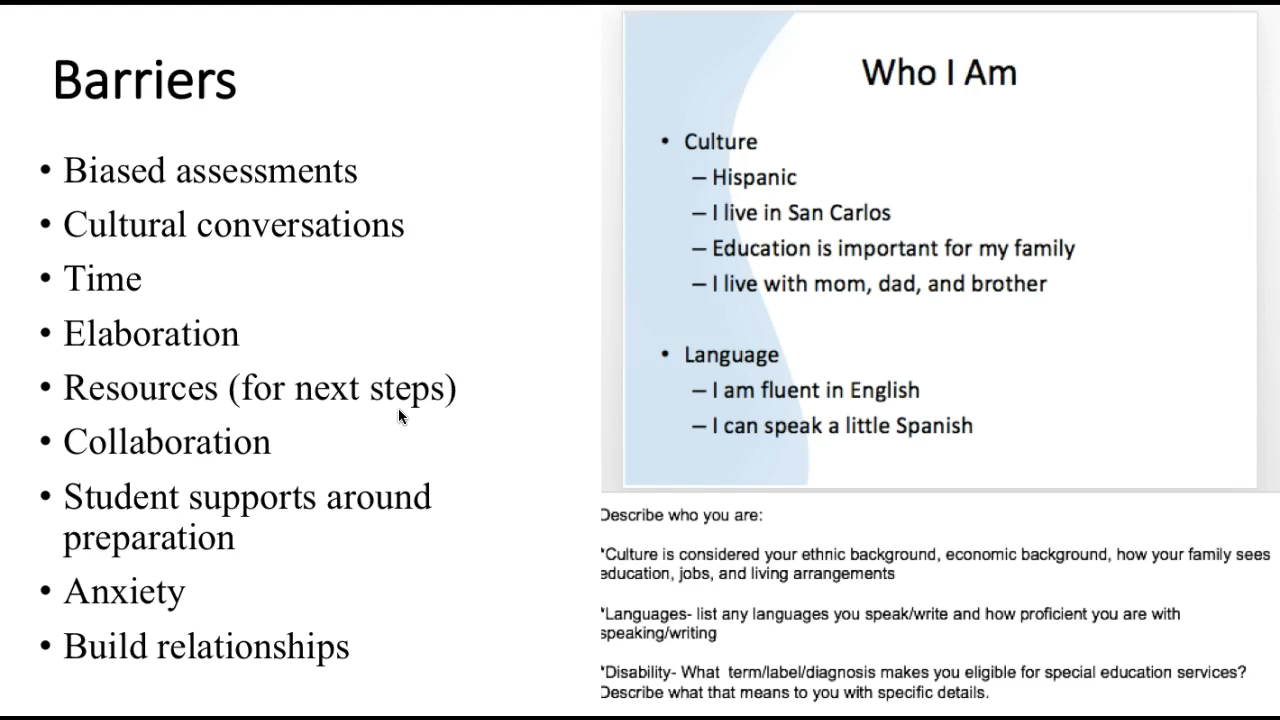 Barriers
• Biased assessments
• Cultural conversations
• Time
• Elaboration
• Resources (for next steps)
• Collaboration
• Student supports around
preparation
• Anxiety
• Build relationships
Who I Am
• Culture
– Hispanic
– I live in San Carlos
– Education is important for my family
– I live with mom, dad, and brother
• Language
– I am fluent in English
– I can speak a little Spanish
Describe who you are:
*Culture is considered your ethnic background, economic background, how your family sees
education, jobs, and living arrangements
*Languages- list any languages you speak/write and how proficient you are with
speaking/writing
*Disability- What term/label/diagnosis makes you eligible for special education services?
Describe what that means to you with specific details.